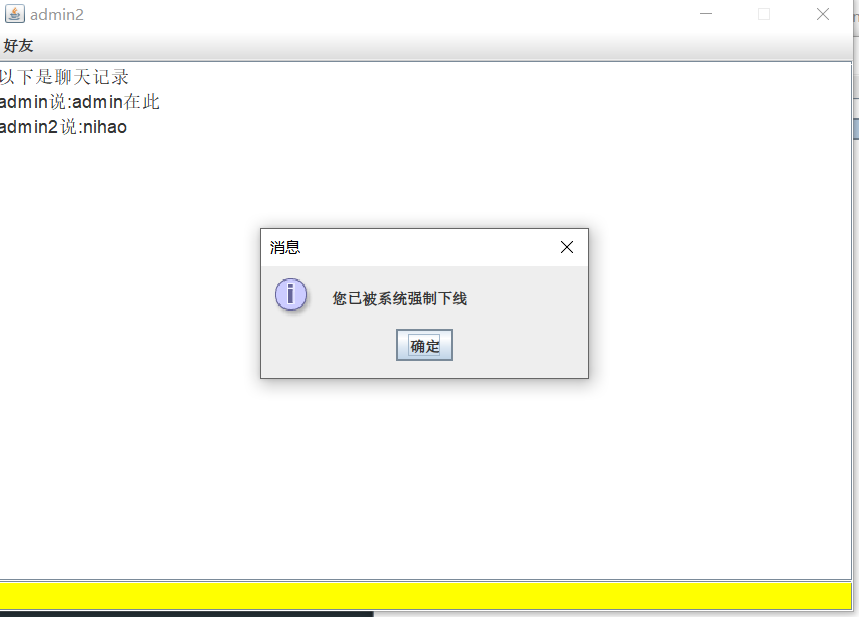 admin2
好友
以下是聊天记录
admin说:admin在此
admin2说:nihao
消息
您已被系统强制下线
确定